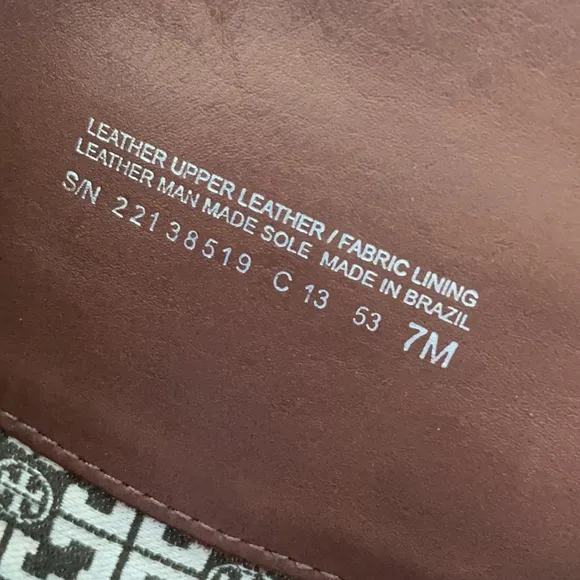 LEATHER UPPER LEATHER / FABRIC LINING
LEATHER MAN MADE SOLE MADE IN BRAZIL
S/N 22138519 C 13 53 7M